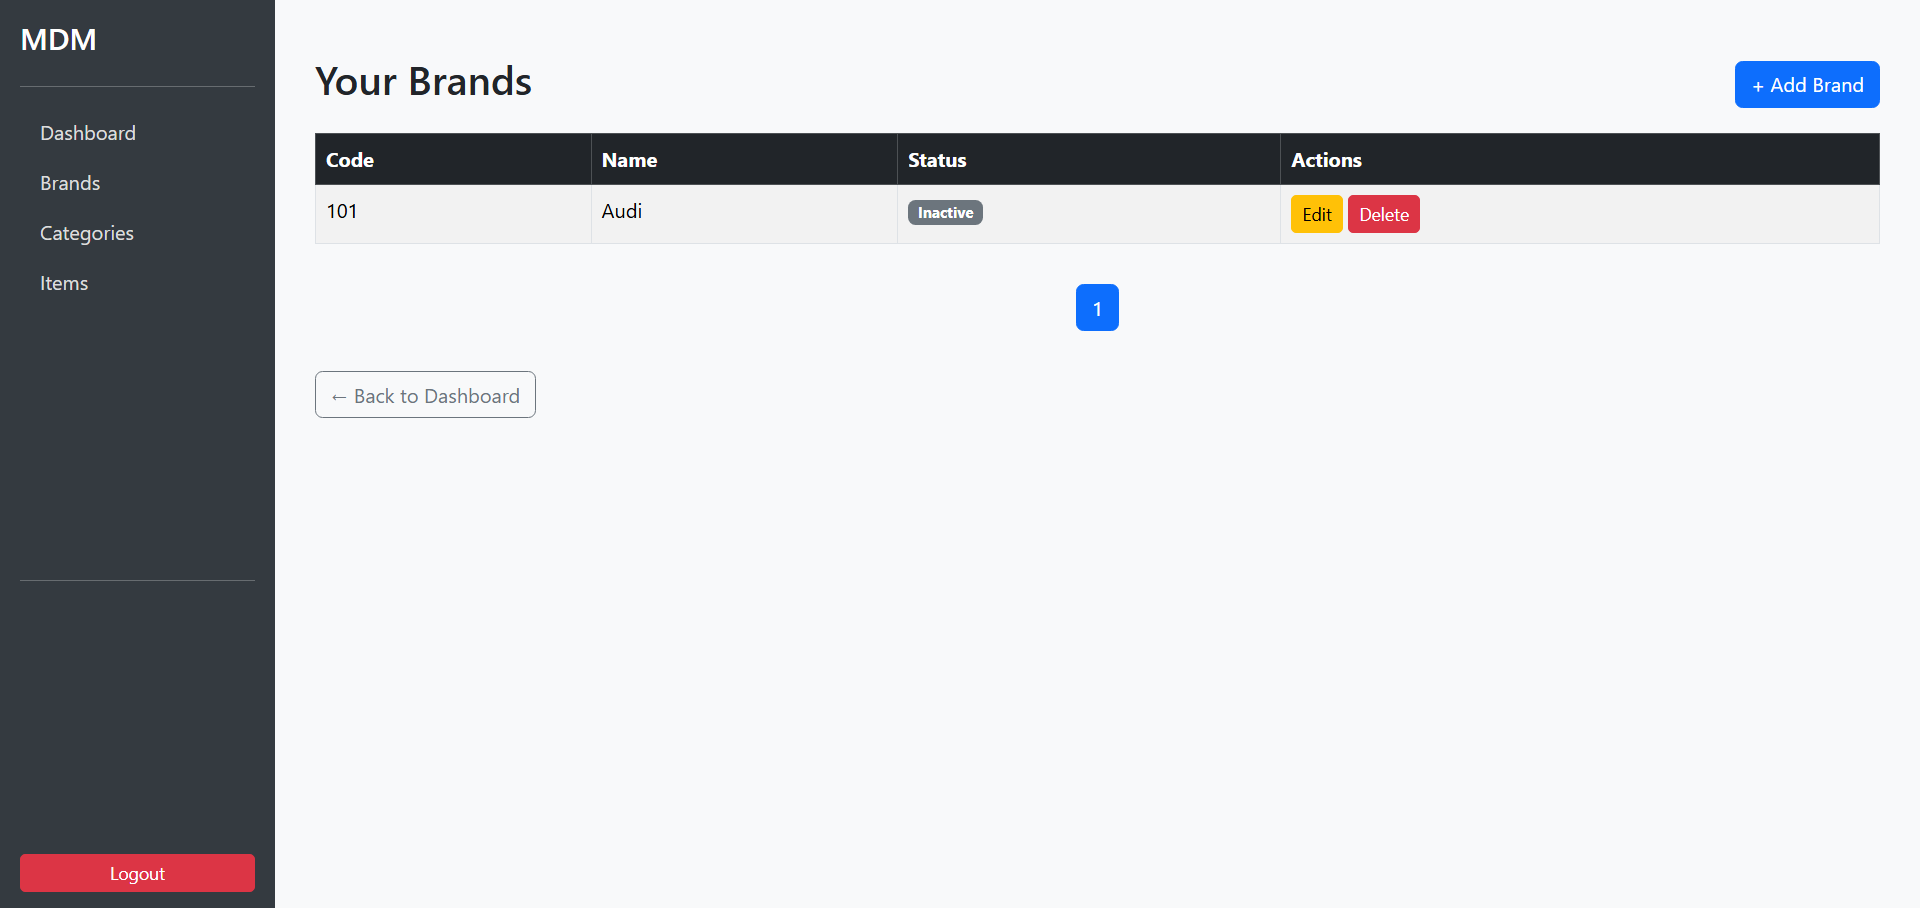 MDM
Dashboard
Brands
Categories
Items
Logout
Your Brands
+ Add Brand
Code Name Status Actions
101 Audi Inactive Edit Delete
1
← Back to Dashboard